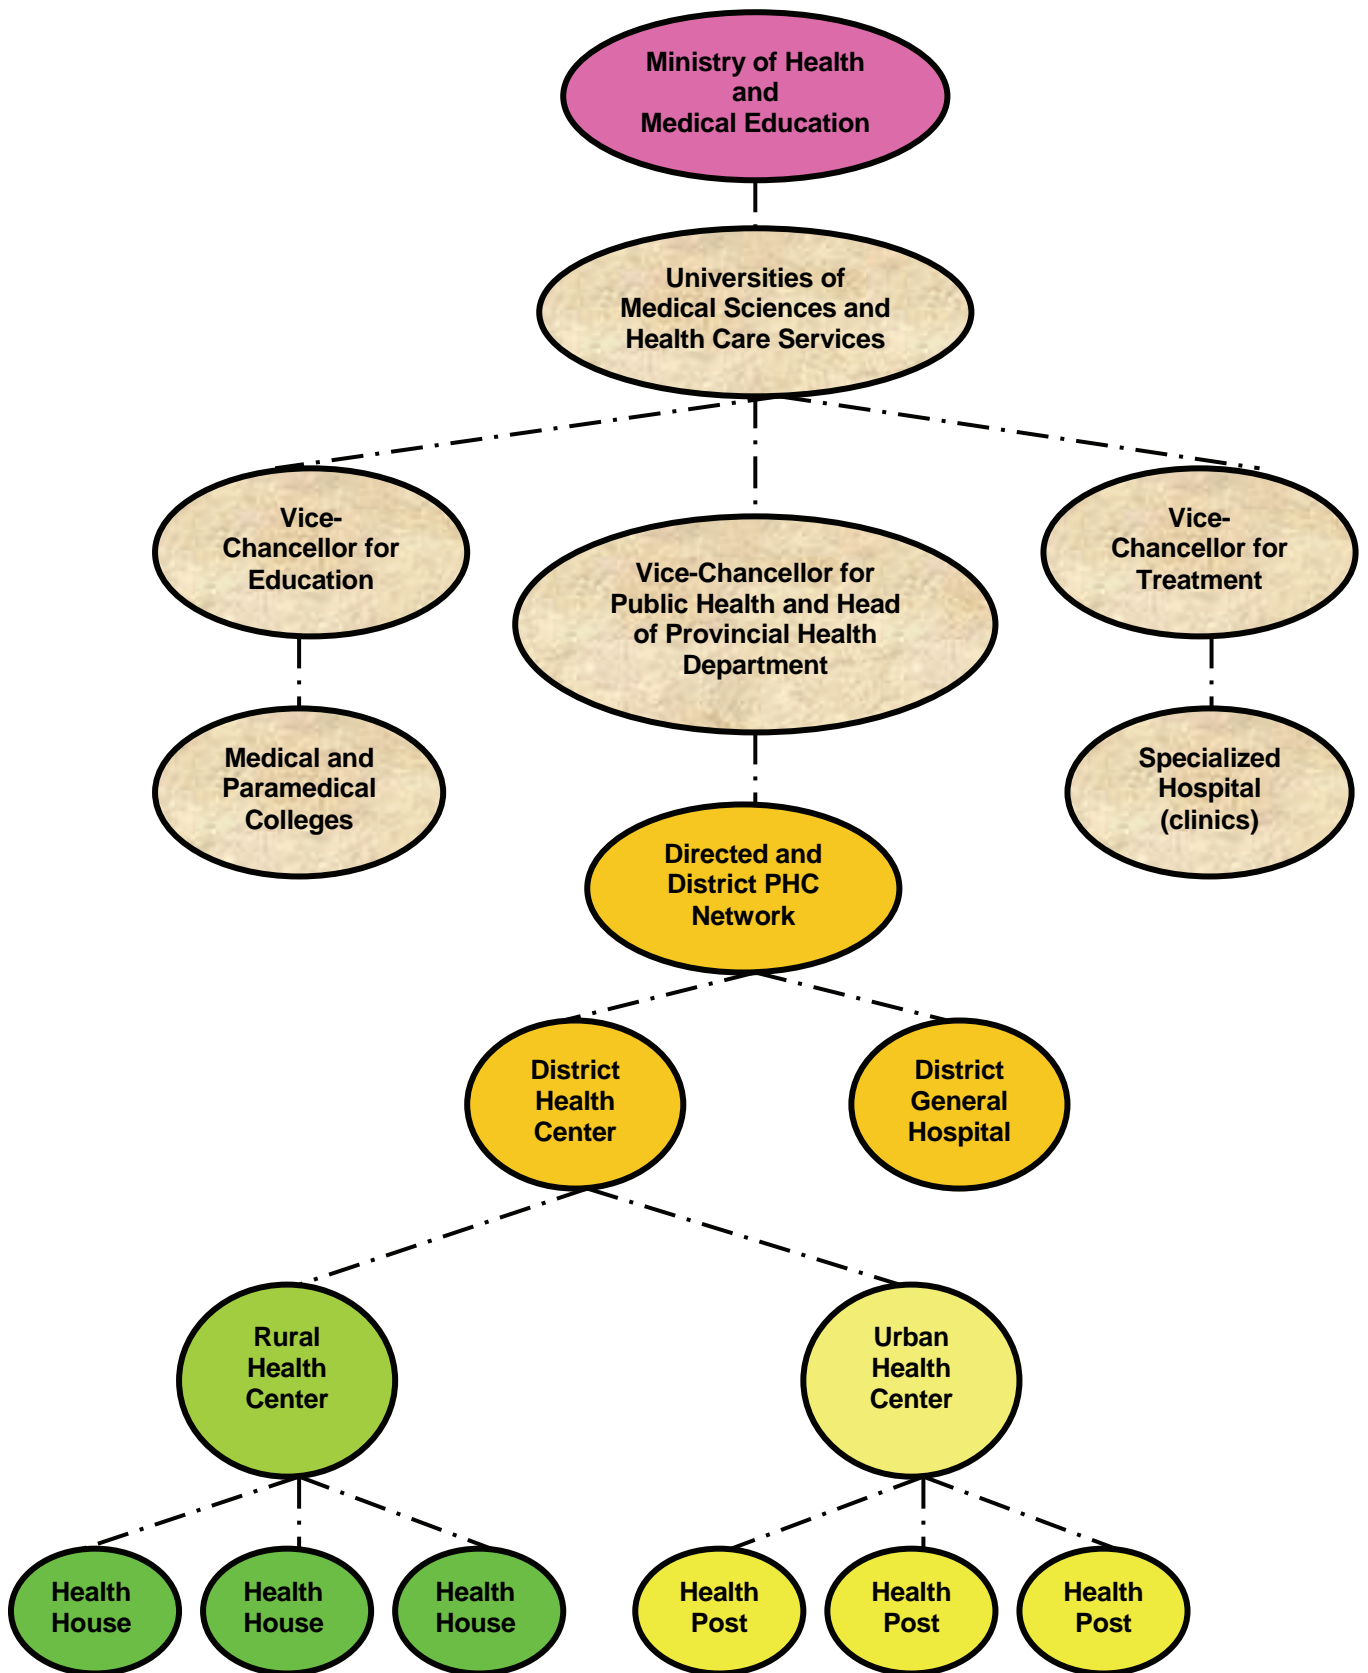 Ministry of Health
and
Medical Education
Universities of
Medical Sciences and
Health Care Services
Vice-
Chancellor for
Education
Vice-Chancellor for
Public Health and Head
of Provincial Health
Department
Vice-
Chancellor for
Treatment
Medical and
Paramedical
Colleges
Specialized
Hospital
(clinics)
Directed and
District PHC
Network
District
Health
Center
District
General
Hospital
Rural
Health
Center
Urban
Health
Center
Health
House
Health
House
Health
House
Health
Post
Health
Post
Health
Post